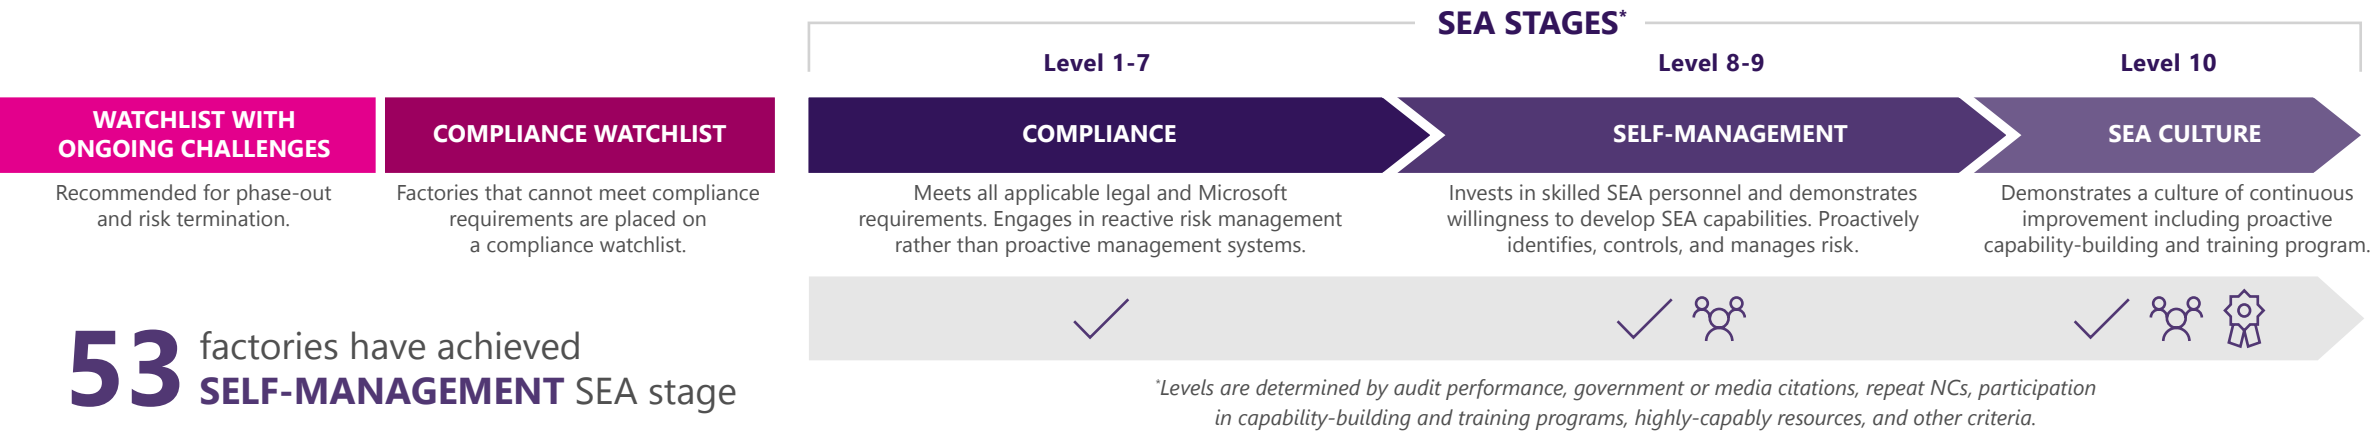 SEA STAGES*
Level 1-7
Level 8-9
Level 10
WATCHLIST WITH
ONGOING CHALLENGES
Recommended for phase-out
and risk termination.
COMPLIANCE WATCHLIST
Factories that cannot meet compliance
requirements are placed on
a compliance watchlist.
COMPLIANCE
Meets all applicable legal and Microsoft
requirements. Engages in reactive risk management
rather than proactive management systems.
SELF-MANAGEMENT
Invests in skilled SEA personnel and demonstrates
willingness to develop SEA capabilities. Proactively
identifies, controls, and manages risk.
SEA CULTURE
Demonstrates a culture of continuous
improvement including proactive
capability-building and training program.
53 factories have achieved
SELF-MANAGEMENT SEA stage
*Levels are determined by audit performance, government or media citations, repeat NCs, participation
in capability-building and training programs, highly-capably resources, and other criteria.